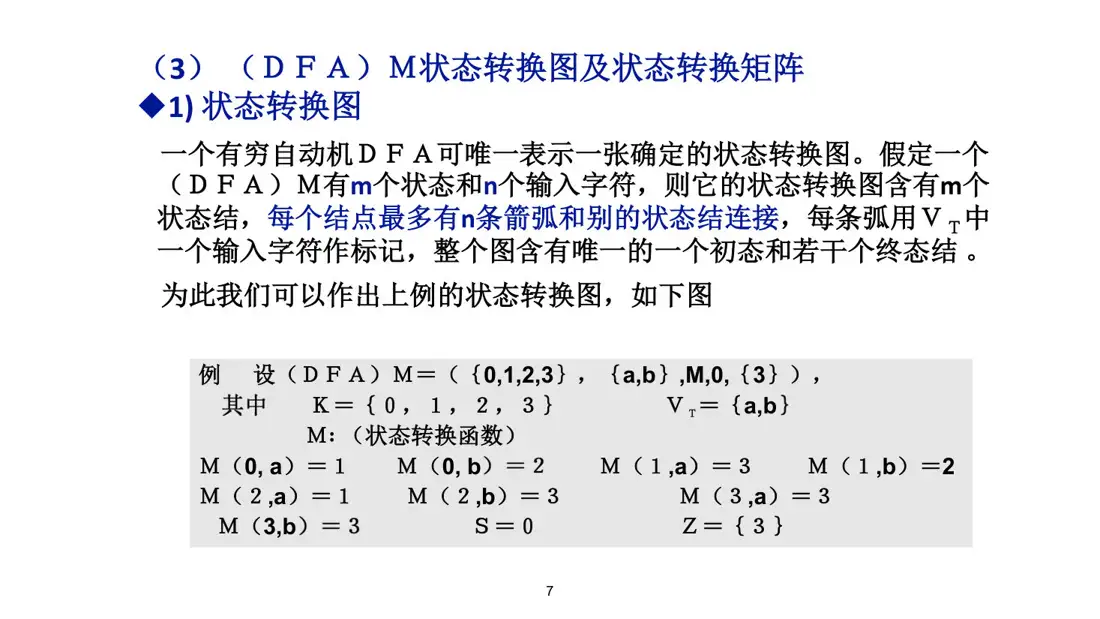 （3）（ＤＦＡ）Ｍ状态转换图及状态转换矩阵
◆1) 状态转换图
一个有穷自动机ＤＦＡ可唯一表示一张确定的状态转换图。假定一个
（ＤＦＡ）Ｍ有m个状态和n个输入字符，则它的状态转换图含有m个
状态结，每个结点最多有n条箭弧和别的状态结连接，每条弧用ＶT中
一个输入字符作标记，整个图含有唯一的一个初态和若干个终态结 。
为此我们可以作出上例的状态转换图，如下图
例 设（ＤＦＡ）Ｍ＝（｛0,1,2,3｝，｛a,b｝,M,0,｛3｝），
其中 Ｋ＝｛０，１，２，３｝ ＶT＝｛a,b｝
Ｍ：（状态转换函数）
Ｍ（0, a）＝１ Ｍ（0, b）＝２ Ｍ（１,a）＝３ Ｍ（１,b）＝2
Ｍ（２,a）＝１ Ｍ（２,b）＝３ Ｍ（３,a）＝３
Ｍ（3,b）＝３ Ｓ＝０ Ｚ＝｛３｝
7